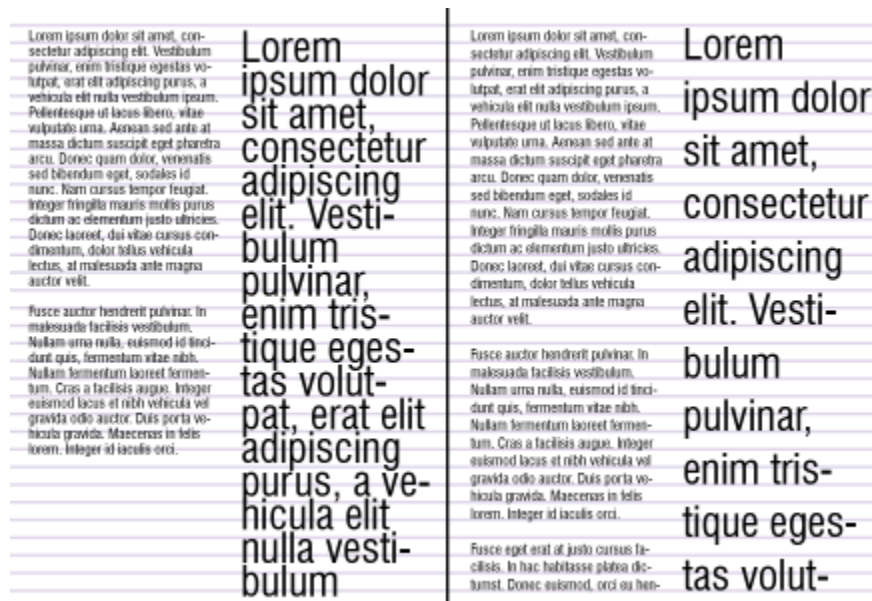 Lorem ipsum dolor sit amet, con-
sectetur adipiscing elit. Vestibulum
pulvinar, enim tristique egestas vo-
lutpat, erat elit adipiscing purus, a
vehicula elit nulla vestibulum ipsum.
Pellentesque ut lacus libero, vitae
vulputate urna. Aenean sed ante at
massa dictum suscipit eget pharetra
arcu. Donec quam dolor, venenatis
sed bibendum eget, sodales id
nunc. Nam cursus tempor feugiat.
Integer fringilla mauris mollis purus
dictum ac elementum justo ultricies.
Donec laoreet, dui vitae cursus con-
dimentum, dolor tellus vehicula
lectus, at malesuada ante magna
auctor velit.
Fusce auctor hendrerit pulvinar. In
malesuada facilisis vestibulum.
Nullam urna nulla, euismod id tinci-
dunt quis, fermentum vitae nibh.
Nullam fermentum laoreet fermen-
tum. Cras a facilisis augue. Integer
euismod lacus et nibh vehicula vel
gravida odio auctor. Duis porta ve-
hicula gravida. Maecenas in felis
lorem. Integer id iaculis orci.
Lorem
ipsum dolor
sit amet,
consectetur
adipiscing
elit. Vesti-
bulum
pulvinar,
enim tris-
tique eges-
tas volut-
pat, erat elit
adipiscing
purus, a ve-
hicula elit
nulla vesti-
bulum
Lorem ipsum dolor sit amet, con-
sectetur adipiscing elit. Vestibulum
pulvinar, enim tristique egestas vo-
lutpat, erat elit adipiscing purus, a
vehicula elit nulla vestibulum ipsum.
Pellentesque ut lacus libero, vitae
vulputate urna. Aenean sed ante at
massa dictum suscipit eget pharetra
arcu. Donec quam dolor, venenatis
sed bibendum eget, sodales id
nunc. Nam cursus tempor feugiat.
Integer fringilla mauris mollis purus
dictum ac elementum justo ultricies.
Donec laoreet, dui vitae cursus con-
dimentum, dolor tellus vehicula
lectus, at malesuada ante magna
auctor velit.
Fusce auctor hendrerit pulvinar. In
malesuada facilisis vestibulum.
Nullam urna nulla, euismod id tinci-
dunt quis, fermentum vitae nibh.
Nullam fermentum laoreet fermen-
tum. Cras a facilisis augue. Integer
euismod lacus et nibh vehicula vel
gravida odio auctor. Duis porta ve-
hicula gravida. Maecenas in felis
lorem. Integer id iaculis orci.
Fusce eget erat at justo cursus fa-
cilisis. In hac habitasse platea dic-
tumst. Donec euismod, orci eu hen-
Lorem
ipsum dolor
sit amet,
consectetur
adipiscing
elit. Vesti-
bulum
pulvinar,
enim tris-
tique eges-
tas volut-